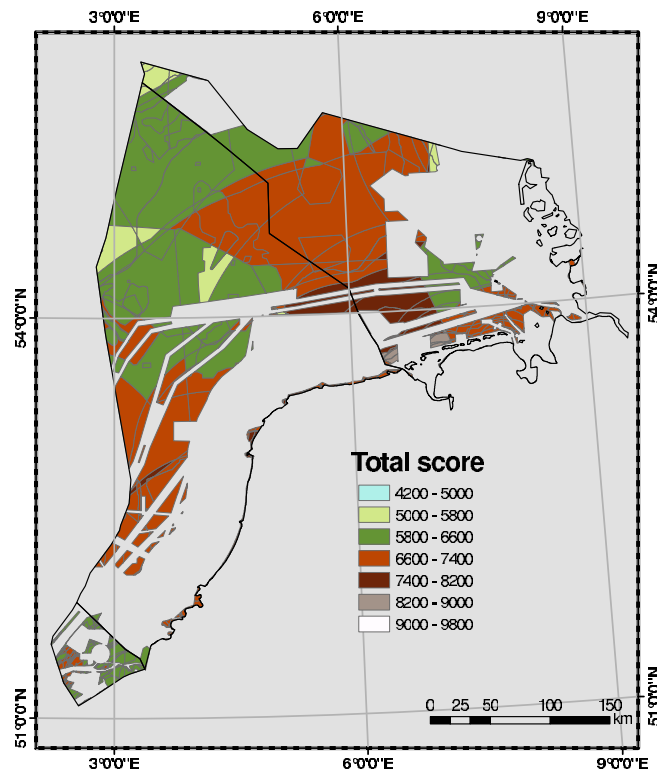 3°0'0"E 6°0'0"E 9°0'0"E
54°0'0"N
54°0'0"N
Total score
4200 - 5000
5000 - 5800
5800 - 6600
6600 - 7400
7400 - 8200
8200 - 9000
9000 - 9800
0 25 50 100 150
km
51°0'0"N
51°0'0"N
3°0'0"E 6°0'0"E 9°0'0"E